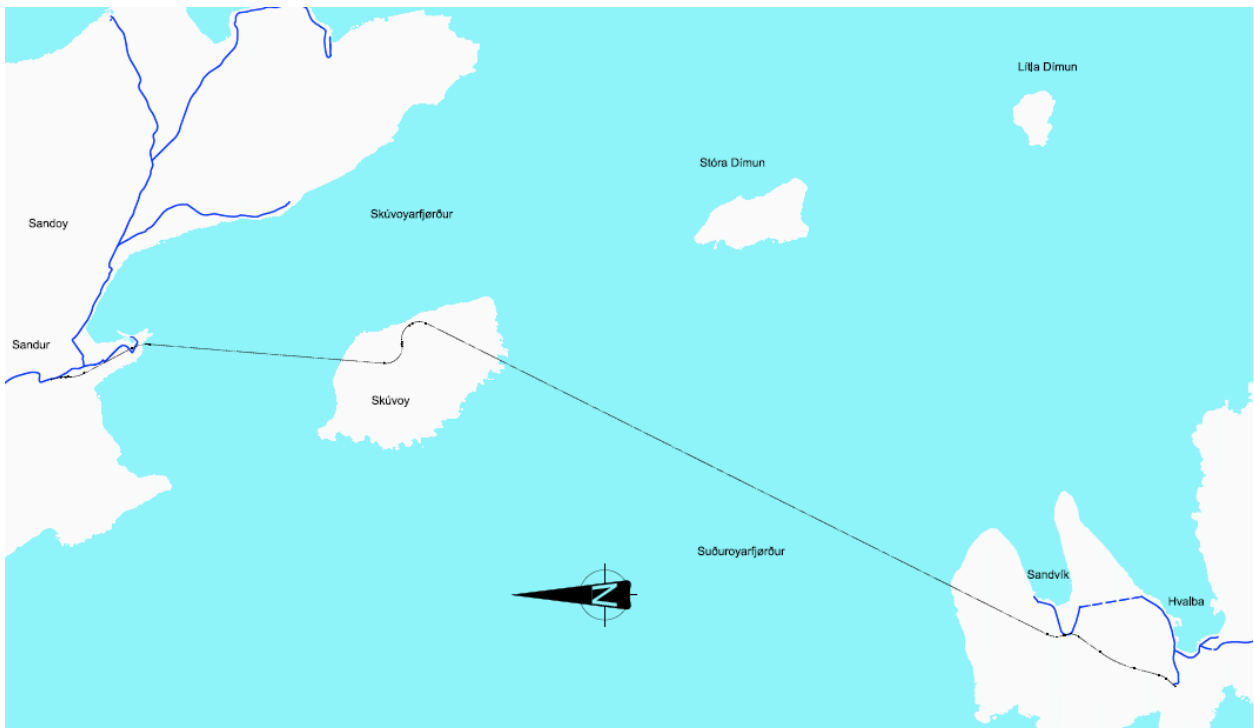 Lítla Dímun
Stóra Dímun
Skúvoyarfjørður
Sandoy
Sandur
Skúvoy
Suðuroyarfjørður
Sandvík
Hvalba
N